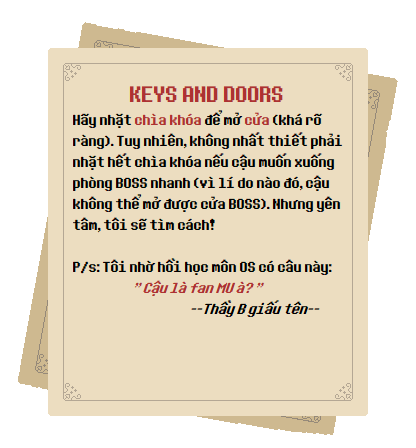 KEYS AND DOORS
Hãy nhặt chìa khóa để mở cửa (khá rõ
ràng). Tuy nhiên, không nhất thiết phải
nhặt hết chìa khóa nếu cậu muốn xuống
phòng BOSS nhanh (vì lí do nào đó, cậu
không thể mở được cửa BOSS). Nhưng yên
tâm, tôi sẽ tìm cách!
P/s: Tôi nhờ hồi học môn OS có câu này:
"Cậu là fan MU à?"
--Thầy B giấu tên--